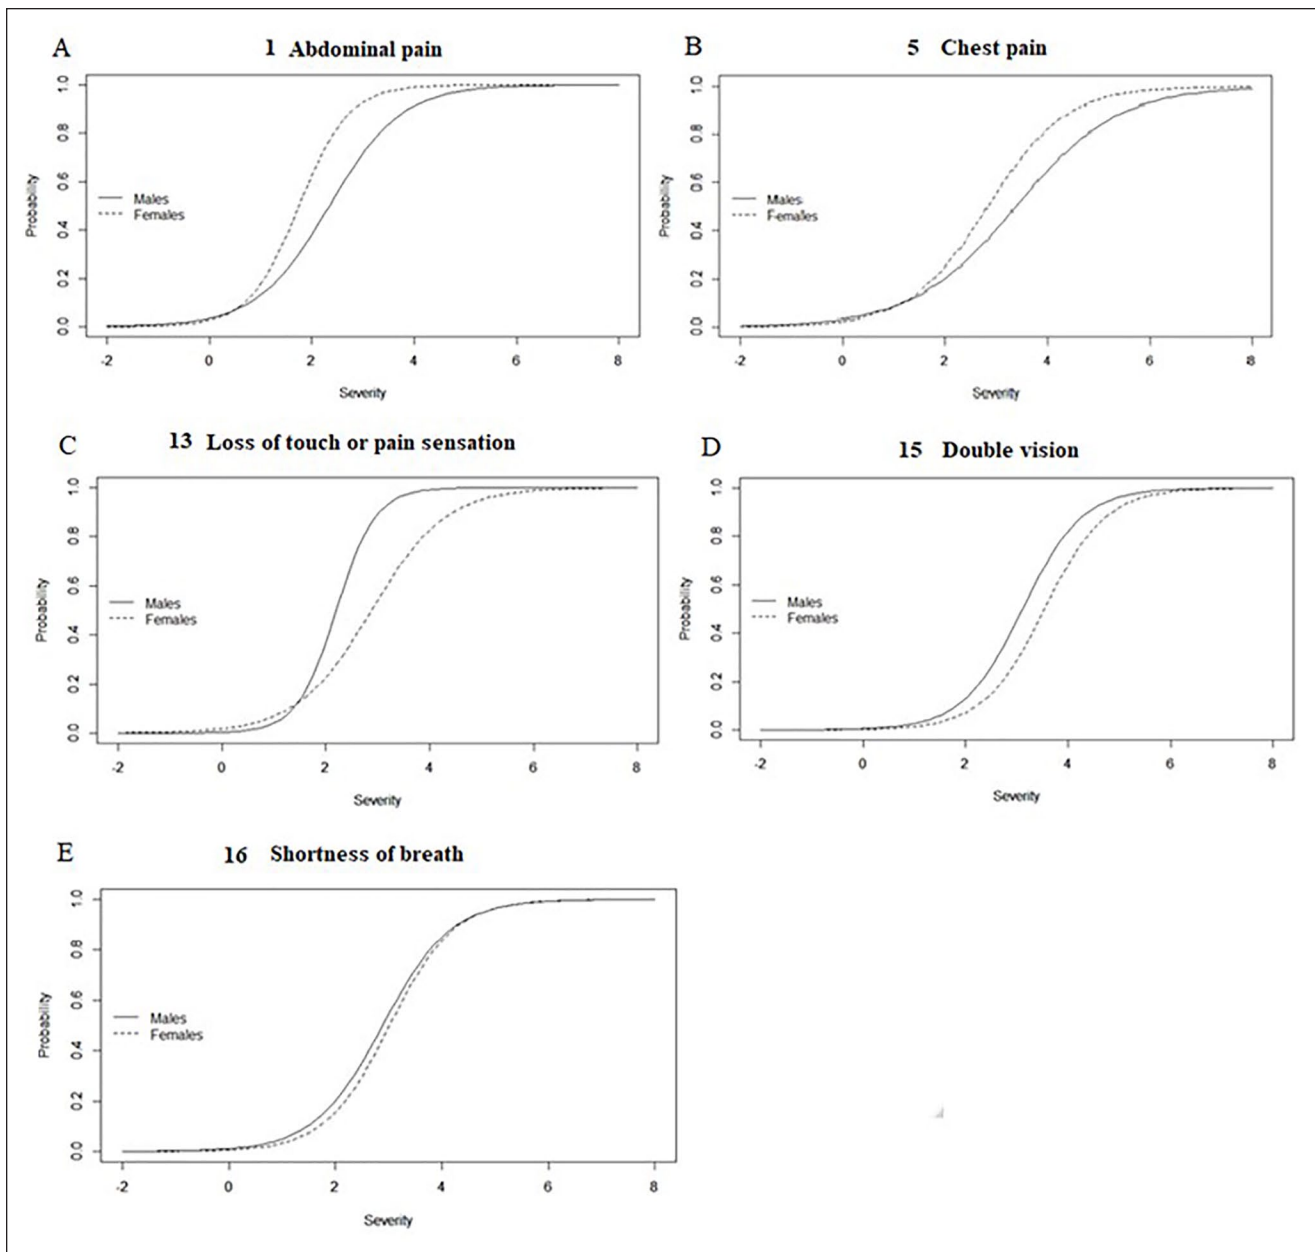 A
1 Abdominal pain
1.0
0.8
0.6
0.4
0.2
0.0
Probability
Males
Females
-2 0 2 4 6 8
Severity
B
5 Chest pain
1.0
0.8
0.6
0.4
0.2
0.0
Probability
Males
Females
-2 0 2 4 6 8
Severity
C
13 Loss of touch or pain sensation
1.0
0.8
0.6
0.4
0.2
0.0
Probability
Males
Females
-2 0 2 4 6 8
Severity
D
15 Double vision
1.0
0.8
0.6
0.4
0.2
0.0
Probability
Males
Females
-2 0 2 4 6 8
Severity
E
16 Shortness of breath
1.0
0.8
0.6
0.4
0.2
0.0
Probability
Males
Females
-2 0 2 4 6 8
Severity